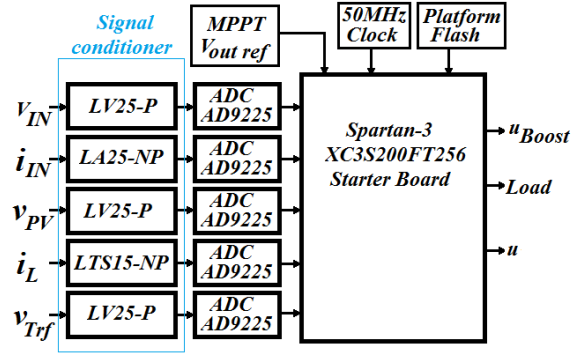 Signal
conditioner
MPPT
Vout ref
50MHz
Clock
Platform
Flash
VIN
LV25-P
ADC
AD9225
iIN
LA25-NP
ADC
AD9225
vPV
LV25-P
ADC
AD9225
iL
LTS15-NP
ADC
AD9225
vTrf
LV25-P
ADC
AD9225
Spartan-3
XC3S200FT256
Starter Board
uBoost
Load
u